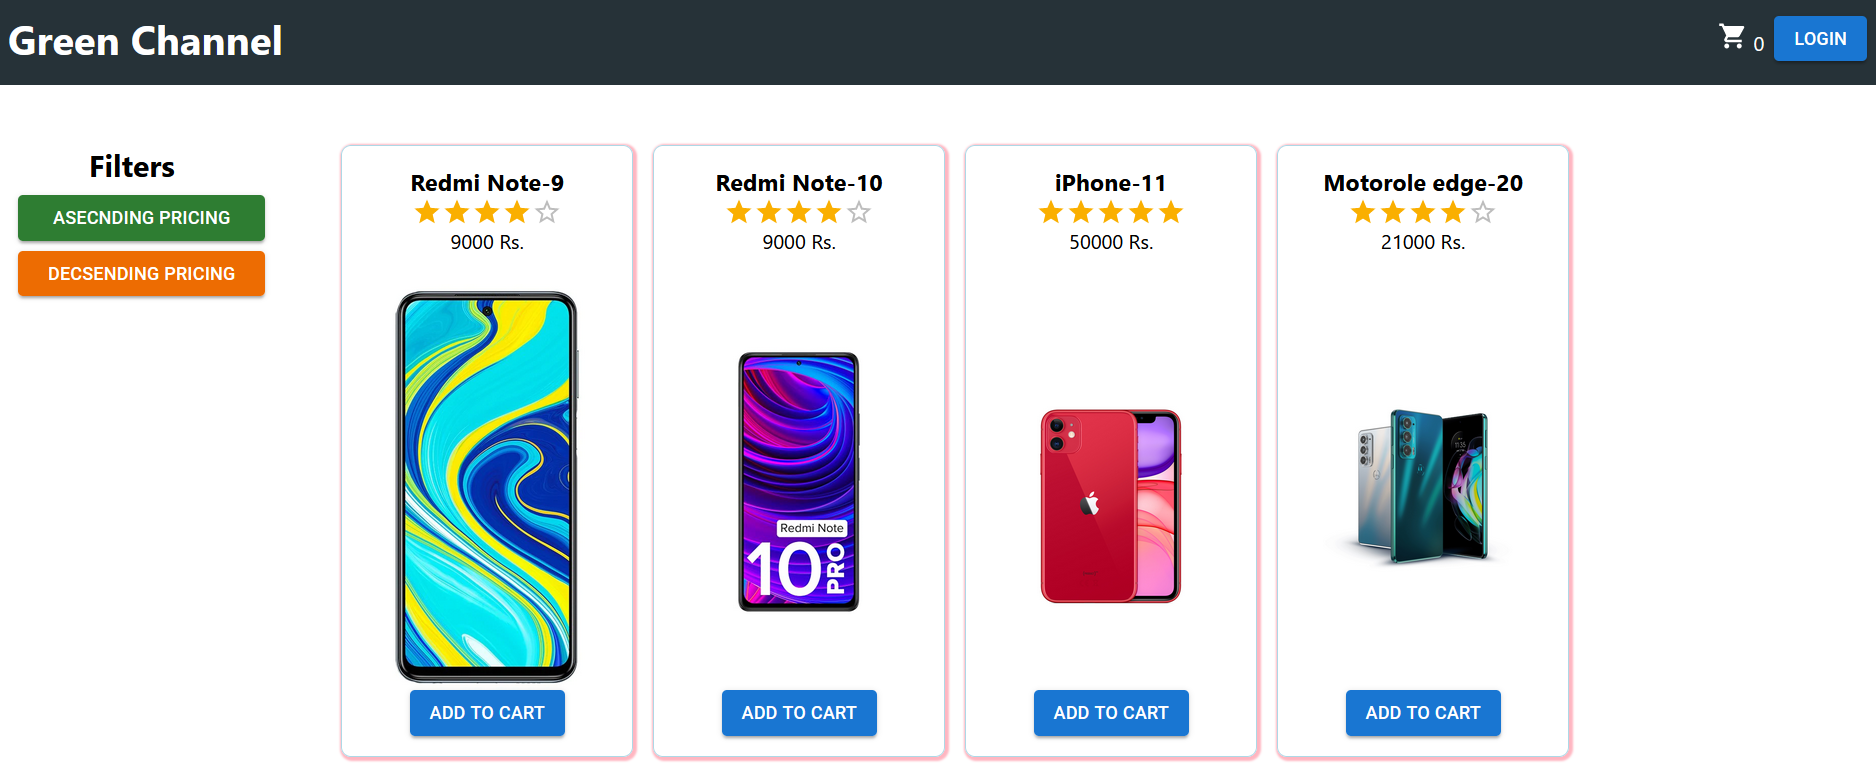 Green Channel
0
LOGIN
Filters
ASECNDING PRICING
DECSENDING PRICING
Redmi Note-9
9000 Rs.
ADD TO CART
Redmi Note-10
9000 Rs.
Redmi Note
10 PRO
ADD TO CART
iPhone-11
50000 Rs.
ADD TO CART
Motorole edge-20
21000 Rs.
ADD TO CART